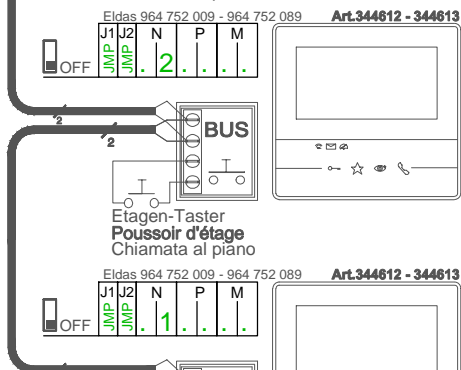 Eldas 964 752 009 - 964 752 089 Art.344612 - 344613
J1 J2 N P M
OFF JMP JMP . 2 . . . .
2
2
BUS
Etagen-Taster
Poussoir d'étage
Chiamata al piano
Eldas 964 752 009 - 964 752 089 Art.344612 - 344613
J1 J2 N P M
OFF JMP JMP . 1 . . . .